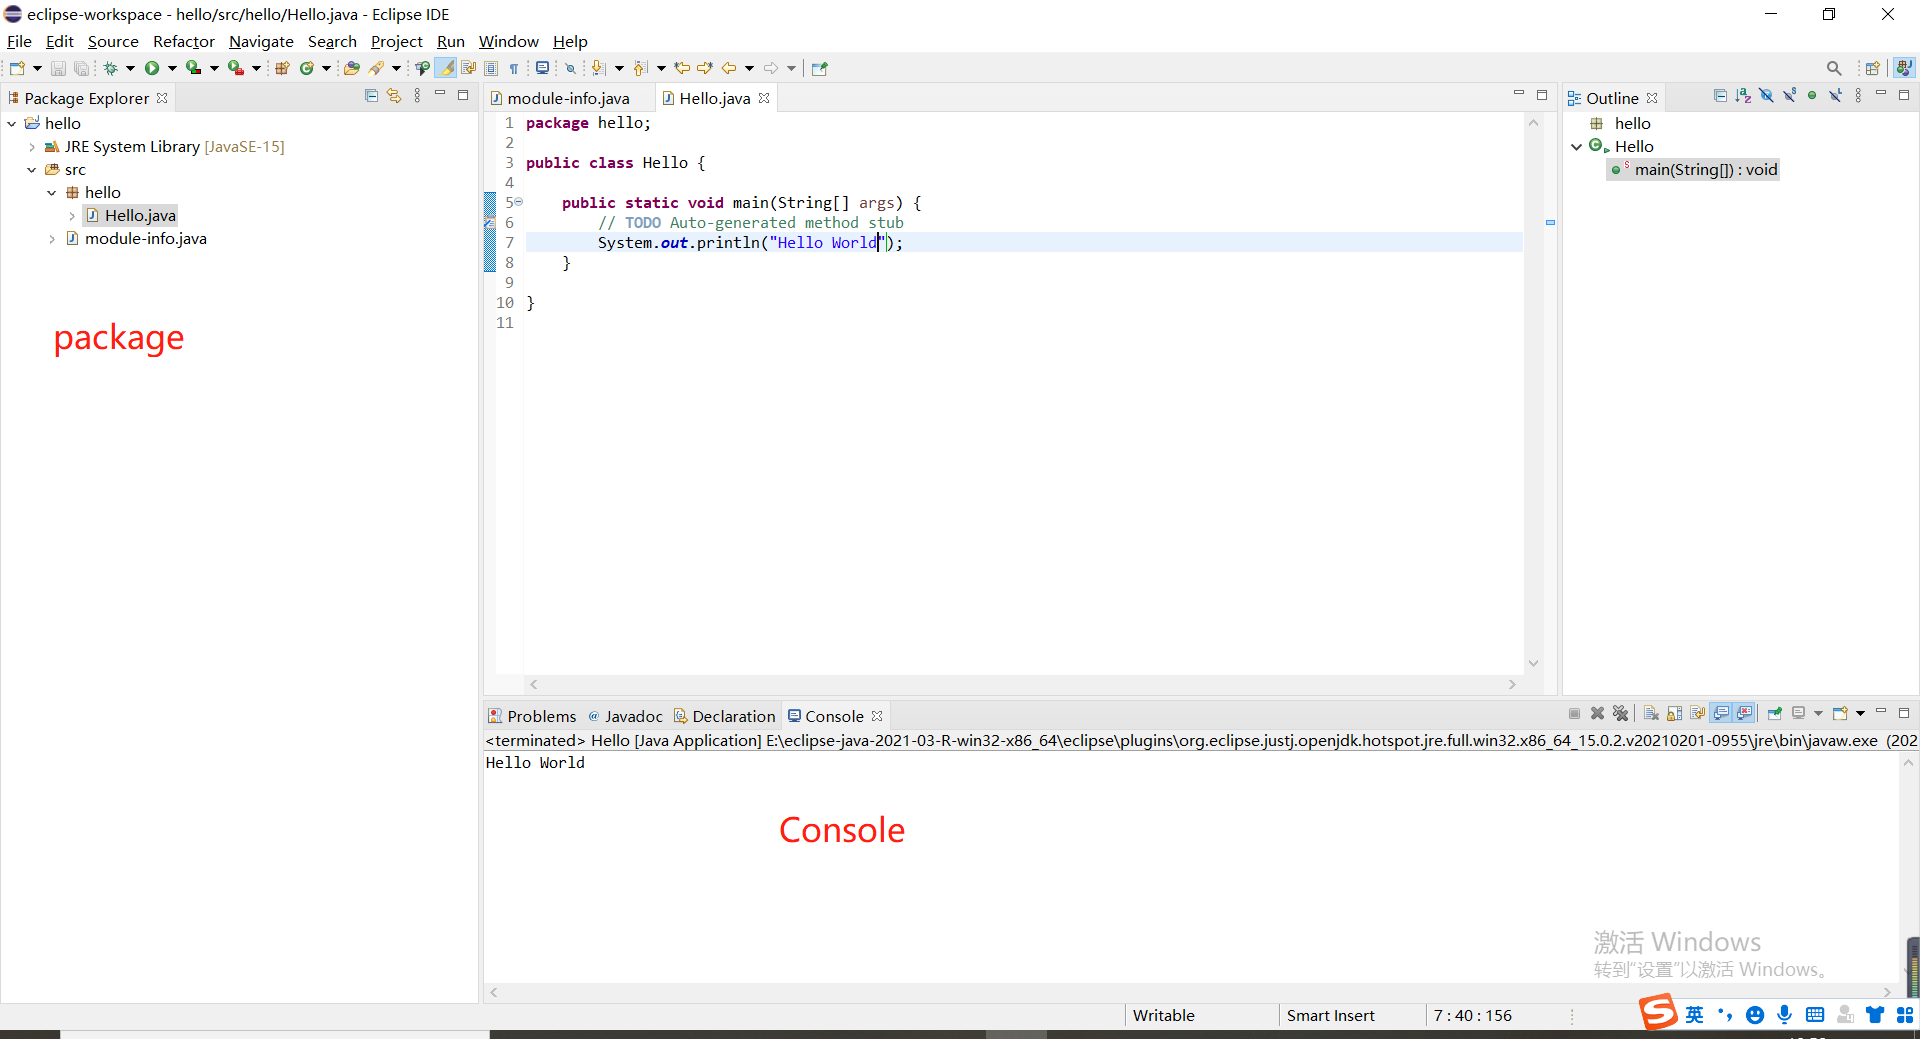 eclipse-workspace - hello/src/hello/Hello.java - Eclipse IDE
File Edit Source Refactor Navigate Search Project Run Window Help
Package Explorer
hello
JRE System Library [JavaSE-15]
src
hello
Hello.java
module-info.java
package
module-info.java Hello.java
1 package hello;
2
3 public class Hello {
4
5 public static void main(String[] args) {
6 // TODO Auto-generated method stub
7 System.out.println("Hello World");
8 }
9
10 }
11
Outline
hello
Hello
main(String[]) : void
Problems @ Javadoc Declaration Console
<terminated> Hello [Java Application] E:\eclipse-java-2021-03-R-win32-x86_64\eclipse\plugins\org.eclipse.justj.openjdk.hotspot.jre.full.win32.x86_64_15.0.2.v20210201-0955\jre\bin\javaw.exe (202
Hello World
Console
激活 Windows
转到“设置”以激活 Windows。
Writable Smart Insert 7 : 40 : 156
英